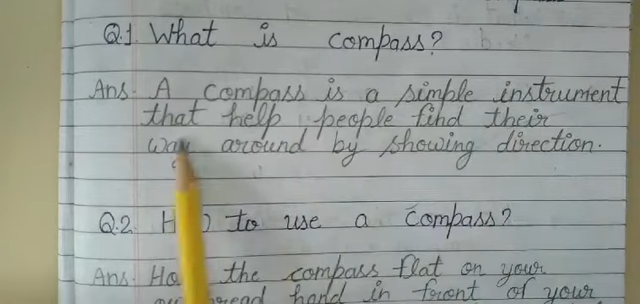 Q.1 What is compass?
Ans. A compass is a simple instrument
that help people find their
way around by showing direction.
Q.2 to use a compass?
Ans. the compass flat on your
hand in front of your